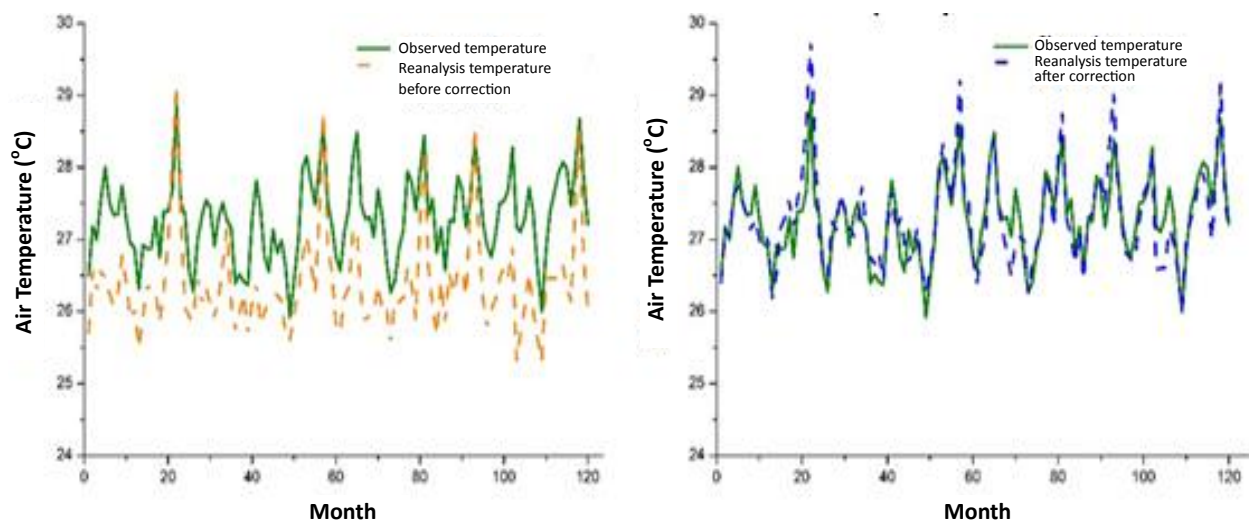 30
29
28
27
26
25
24
0 20 40 60 80 100 120
Air Temperature (°C)
Month
Observed temperature
Reanalysis temperature
before correction
30
29
28
27
26
25
24
0 20 40 60 80 100 120
Air Temperature (°C)
Month
Observed temperature
Reanalysis temperature
after correction